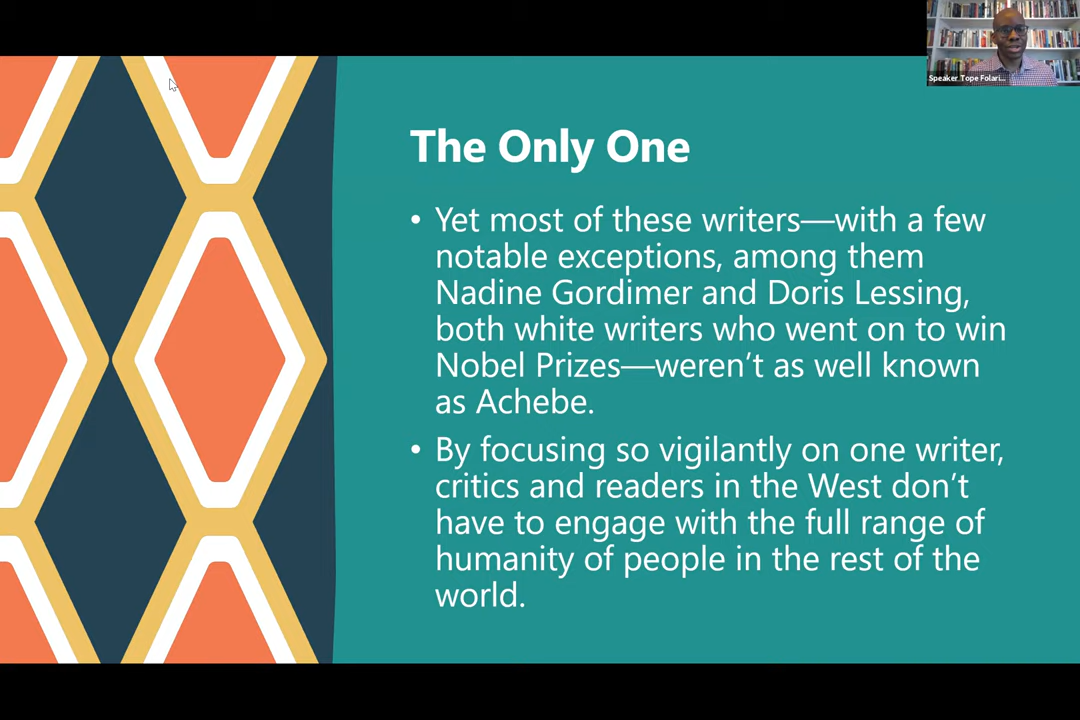 Speaker Tope Folari...
The Only One
• Yet most of these writers—with a few
notable exceptions, among them
Nadine Gordimer and Doris Lessing,
both white writers who went on to win
Nobel Prizes—weren’t as well known
as Achebe.
• By focusing so vigilantly on one writer,
critics and readers in the West don’t
have to engage with the full range of
humanity of people in the rest of the
world.